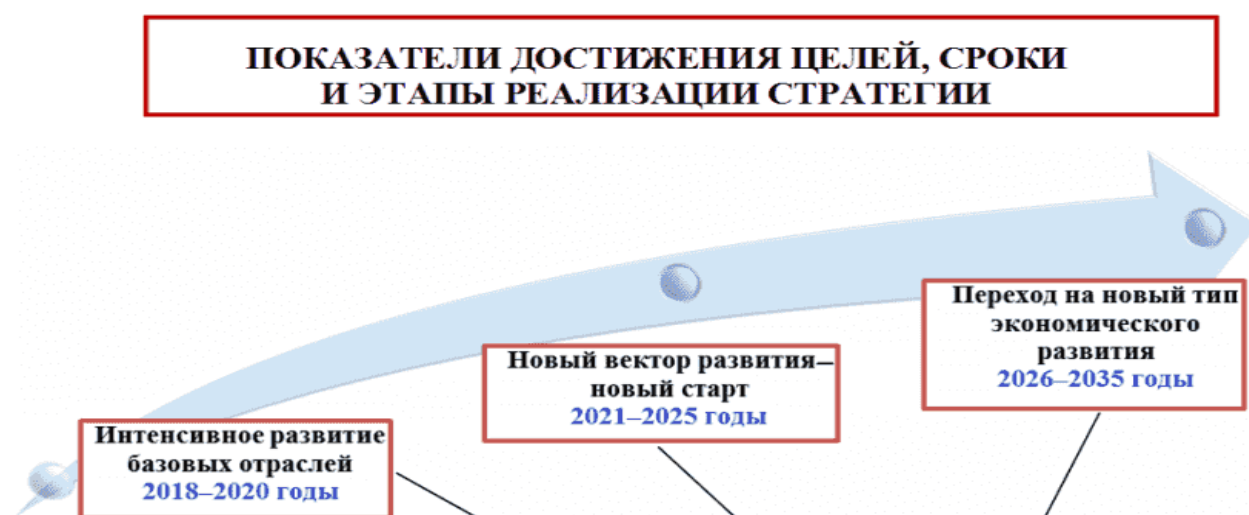 ПОКАЗАТЕЛИ ДОСТИЖЕНИЯ ЦЕЛЕЙ, СРОКИ
И ЭТАПЫ РЕАЛИЗАЦИИ СТРАТЕГИИ
Интенсивное развитие
базовых отраслей
2018–2020 годы
Новый вектор развития–
новый старт
2021–2025 годы
Переход на новый тип
экономического
развития
2026–2035 годы